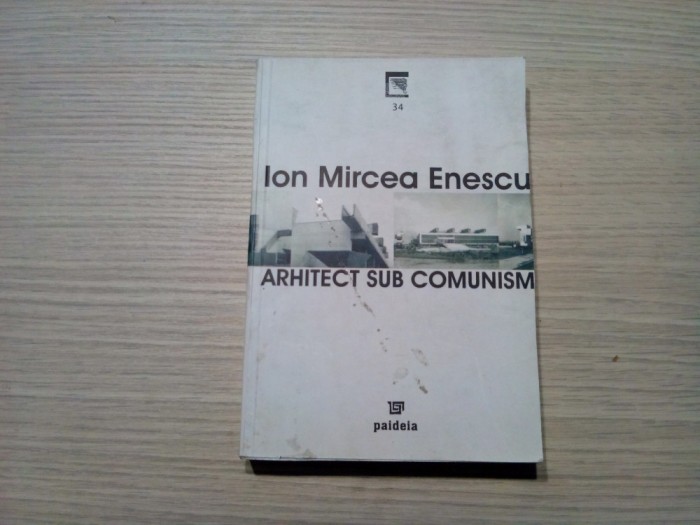 34
Ion Mircea Enescu
ARHITECT SUB COMUNISM
paideia